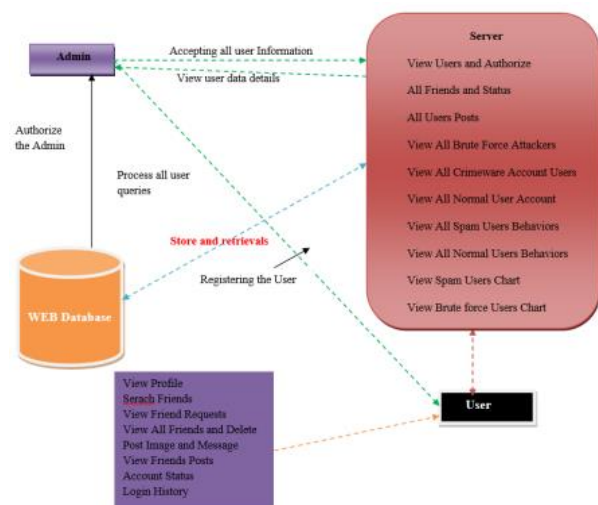 Admin
Accepting all user Information
View user data details
Authorize
the Admin
Process all user
queries
Store and retrievals
Registering the User
WEB Database
Server
View Users and Authorize
All Friends and Status
All Users Posts
View All Brute Force Attackers
View All Crimeware Account Users
View All Normal User Account
View All Spam Users Behaviors
View All Normal Users Behaviors
View Spam Users Chart
View Brute force Users Chart
View Profile
Serach Friends
View Friend Requests
View All Friends and Delete
Post Image and Message
View Friends Posts
Account Status
Login History
User